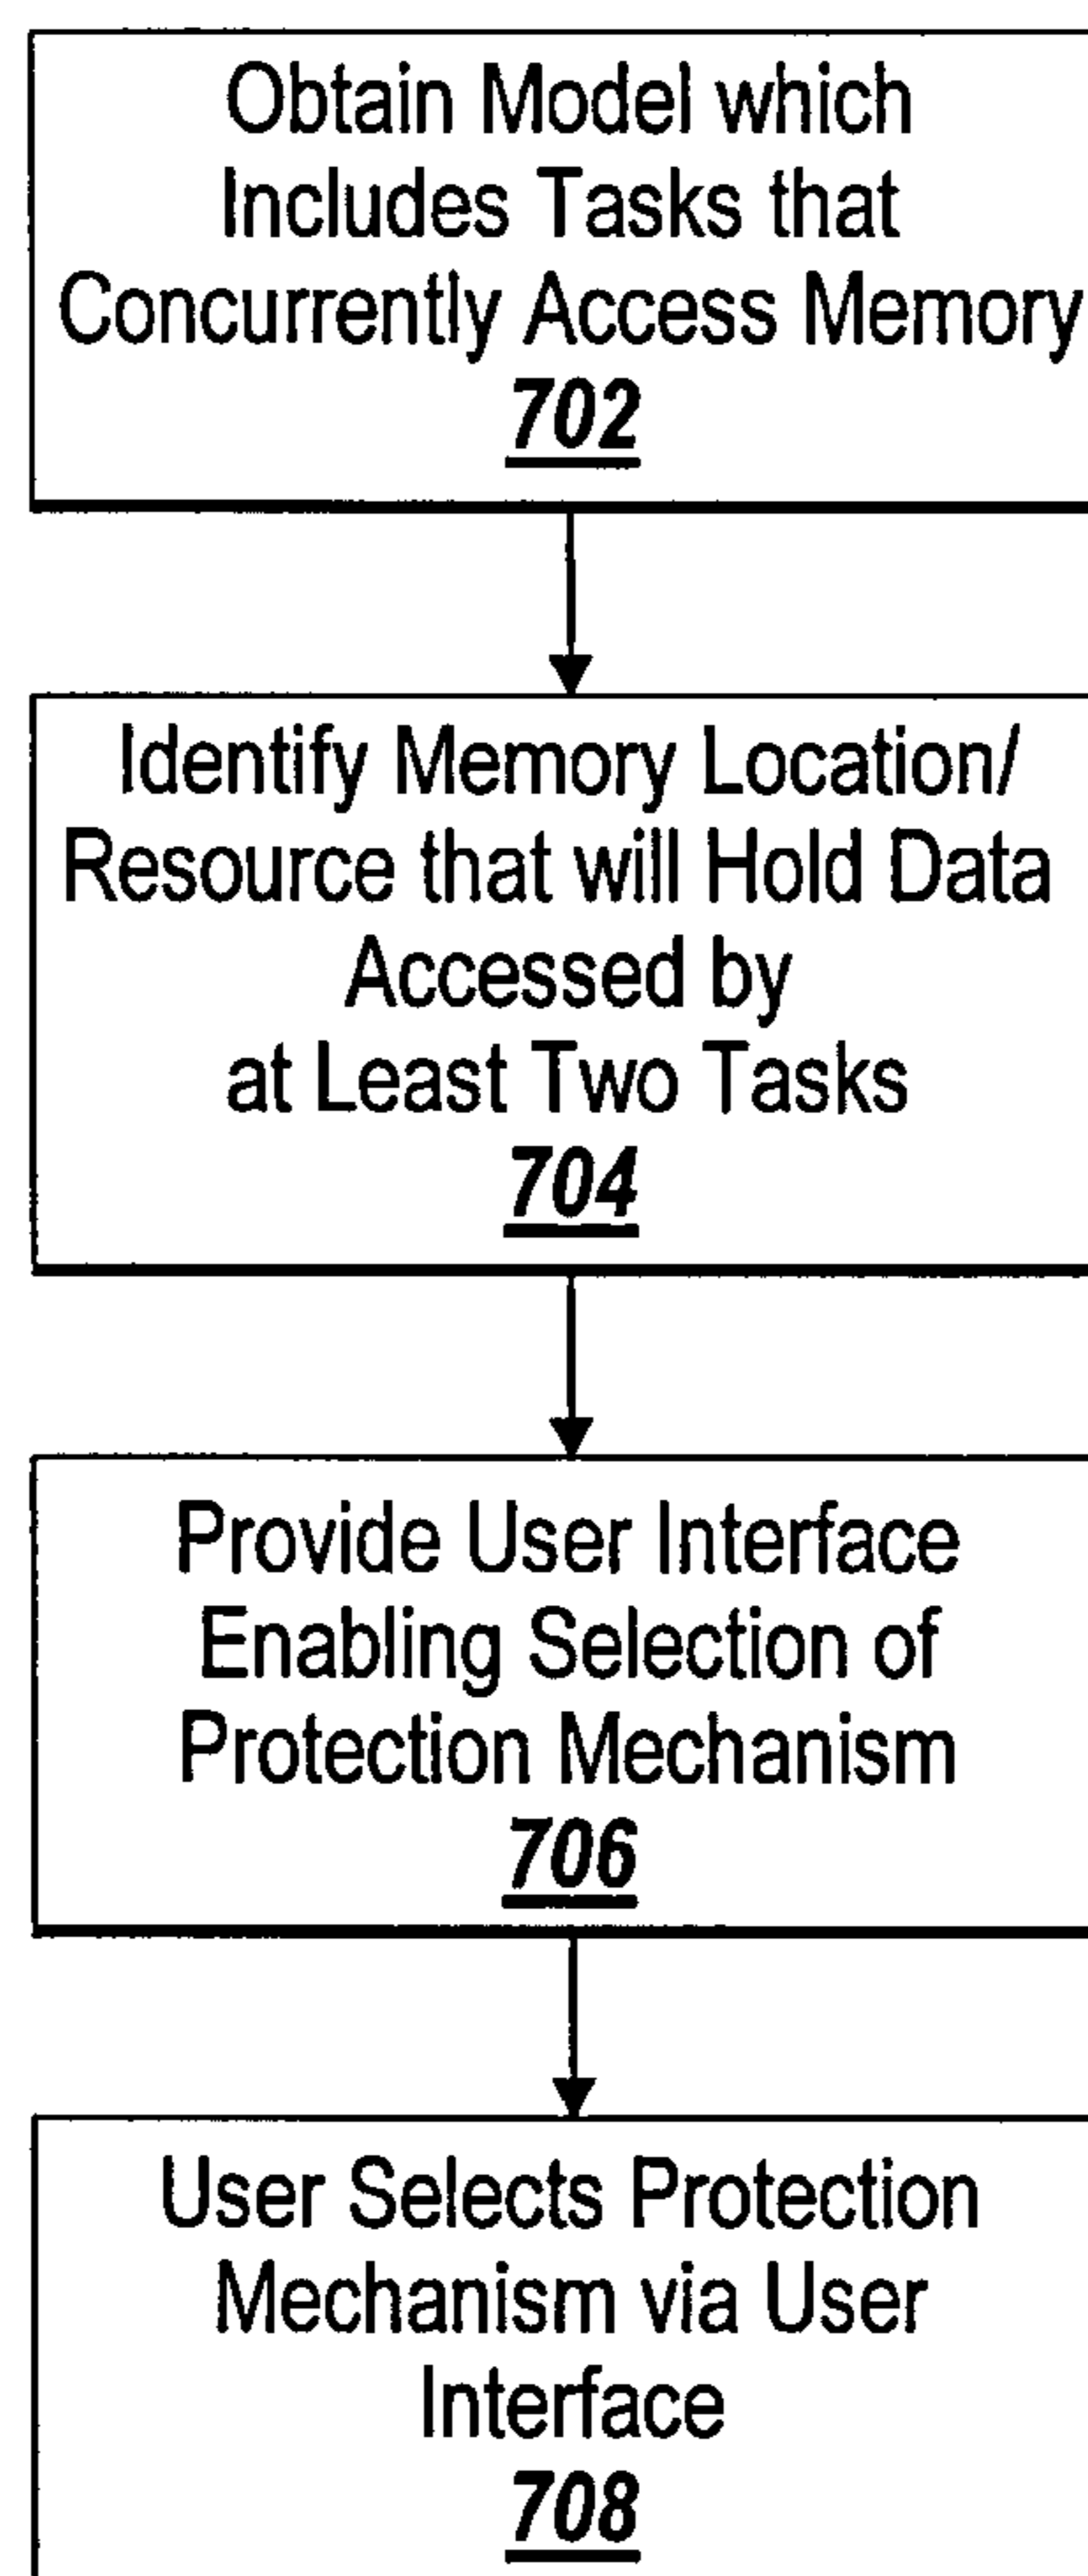 Obtain Model which
Includes Tasks that
Concurrently Access Memory
702
Identify Memory Location/
Resource that will Hold Data
Accessed by
at Least Two Tasks
704
Provide User Interface
Enabling Selection of
Protection Mechanism
706
User Selects Protection
Mechanism via User
Interface
708